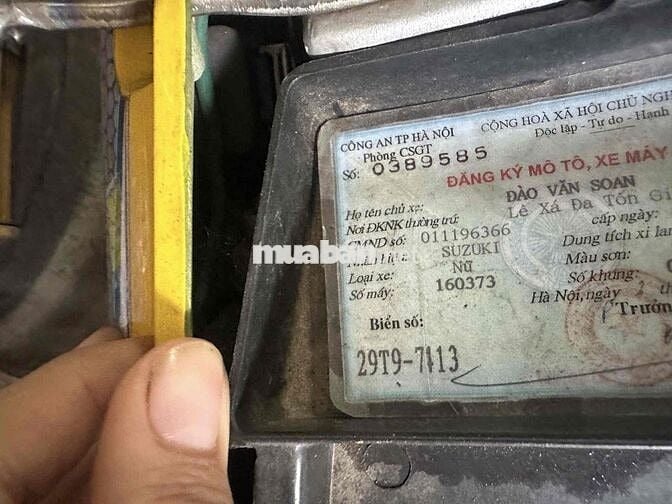 CÔNG AN TP HÀ NỘI
Phòng CSGT
Số: 0389585
CỘNG HOÀ XÃ HỘI CHỦ NGH
Độc lập - Tự do - Hạnh
ĐĂNG KÝ MÔ TÔ, XE MÁY
Họ tên chủ xe: ĐÀO VĂN SOAN
Nơi ĐKNK thường trú: Lê Xá Đa Tốn G
CMND số: 011196366 cấp ngày:
SUZUKI Dung tích xi lan
Loại xe: Nữ Màu sơn:
Số máy: 160373 Số khung:
Hà Nội, ngày 2
Trưởn
Biển số:
29T9-7113
muaba